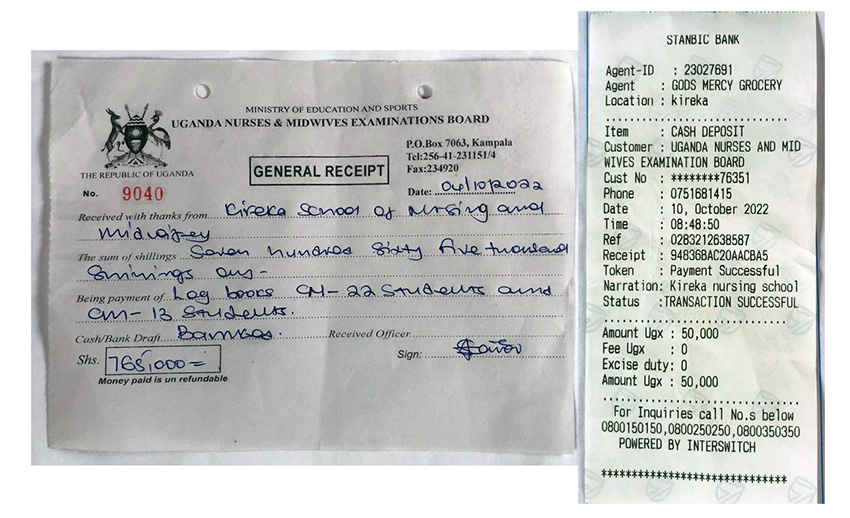 MINISTRY OF EDUCATION AND SPORTS
UGANDA NURSES & MIDWIVES EXAMINATIONS BOARD
P.O.Box 7063, Kampala
Tel:256-41-231151/4
Fax:234920
THE REPUBLIC OF UGANDA
GENERAL RECEIPT
No. 9040
Date: 04/10/2022
Received with thanks from Kireka School of Nursing and
Midwifery
The sum of shillings Seven hundred Sixty five thousand
Shillings only
Being payment of Log books CN - 22 Students and
CM - 13 Students.
Cash/Bank Draft Banked. Received Officer
Shs. 765,000=
Sign:
Money paid is un refundable
STANBIC BANK
Agent-ID : 23027691
Agent : GODS MERCY GROCERY
Location : kireka
Item : CASH DEPOSIT
Customer : UGANDA NURSES AND MID
WIVES EXAMINATION BOARD
Cust No : ********76351
Phone : 0751681415
Date : 10, October 2022
Time : 08:48:50
Ref : 0283212638587
Receipt : 94836BAC20AACBA5
Token : Payment Successful
Narration: Kireka nursing school
Status :TRANSACTION SUCCESSFUL
Amount Ugx : 50,000
Fee Ugx : 0
Excise duty: 0
Amount Ugx : 50,000
For Inquiries call No.s below
0800150150,0800250250,0800350350
POWERED BY INTERSWITCH
*****************************